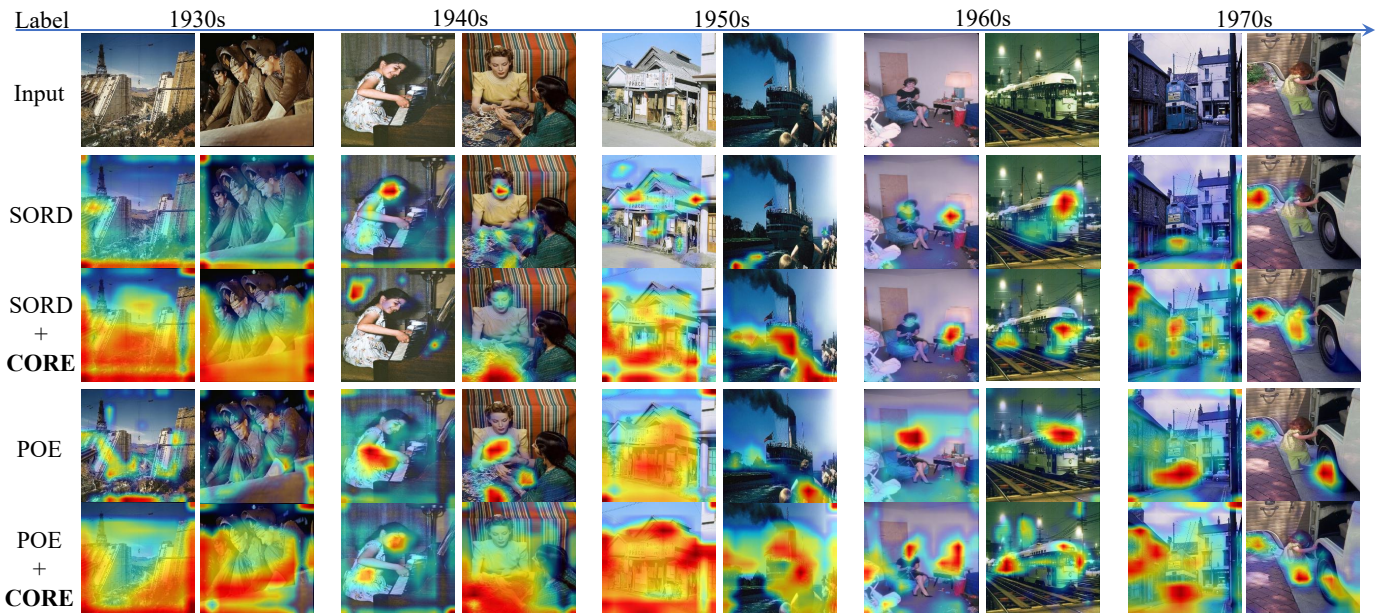 Label 1930s 1940s 1950s 1960s 1970s
Input
SORD
SORD
+
CORE
POE
POE
+
CORE